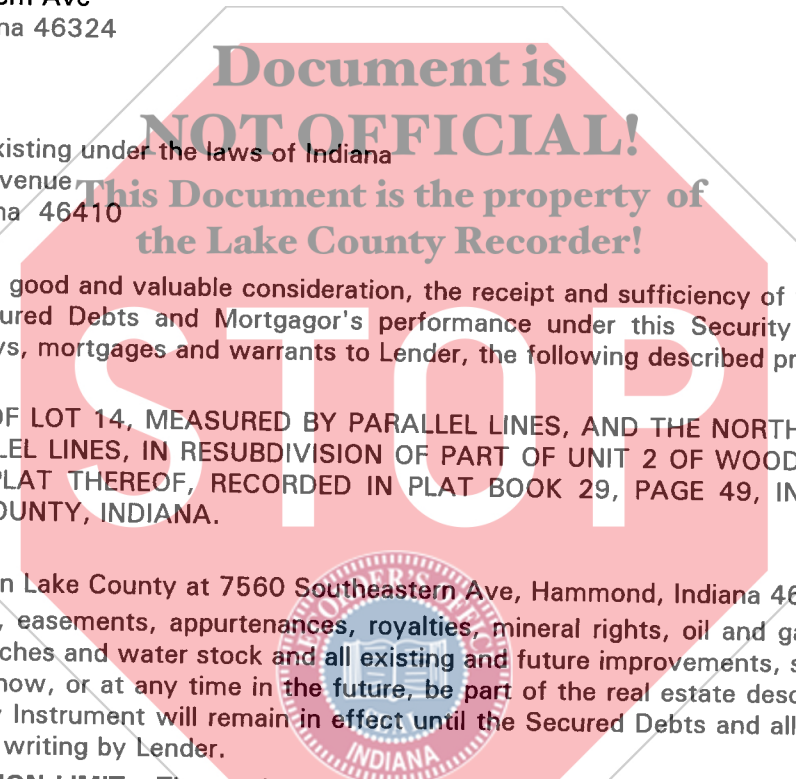 ern Ave
na 46324
Document is
NOT OFFICIAL!
xisting under the laws of Indiana
venue
This Document is the property of
na 46410
the Lake County Recorder!
good and valuable consideration, the receipt and sufficiency of
ured Debts and Mortgagor's performance under this Security
ys, mortgages and warrants to Lender, the following described pr
STOP
OF LOT 14, MEASURED BY PARALLEL LINES, AND THE NORTH
LEL LINES, IN RESUBDIVISION OF PART OF UNIT 2 OF WOOD
PLAT THEREOF, RECORDED IN PLAT BOOK 29, PAGE 49, IN
OUNTY, INDIANA.
n Lake County at 7560 Southeastern Ave, Hammond, Indiana 46
RECORDER'S OFFICE
, easements, appurtenances, royalties, mineral rights, oil and ga
ches and water stock and all existing and future improvements, s
now, or at any time in the future, be part of the real estate desc
y Instrument will remain in effect until the Secured Debts and all
writing by Lender.
INDIANA